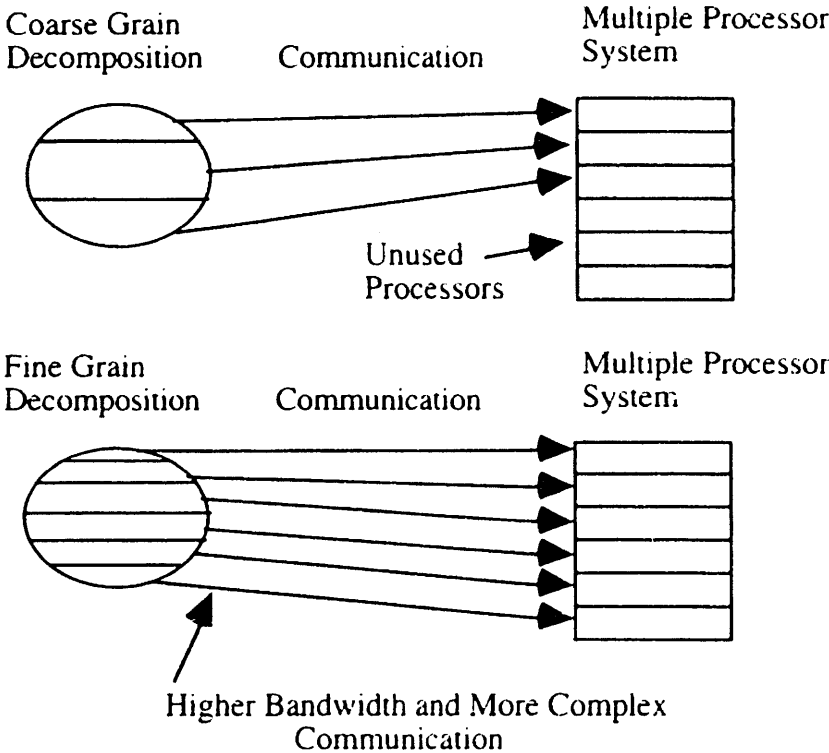 Coarse Grain
Decomposition
Communication
Multiple Processor
System
Unused
Processors
Fine Grain
Decomposition
Communication
Multiple Processor
System
Higher Bandwidth and More Complex
Communication